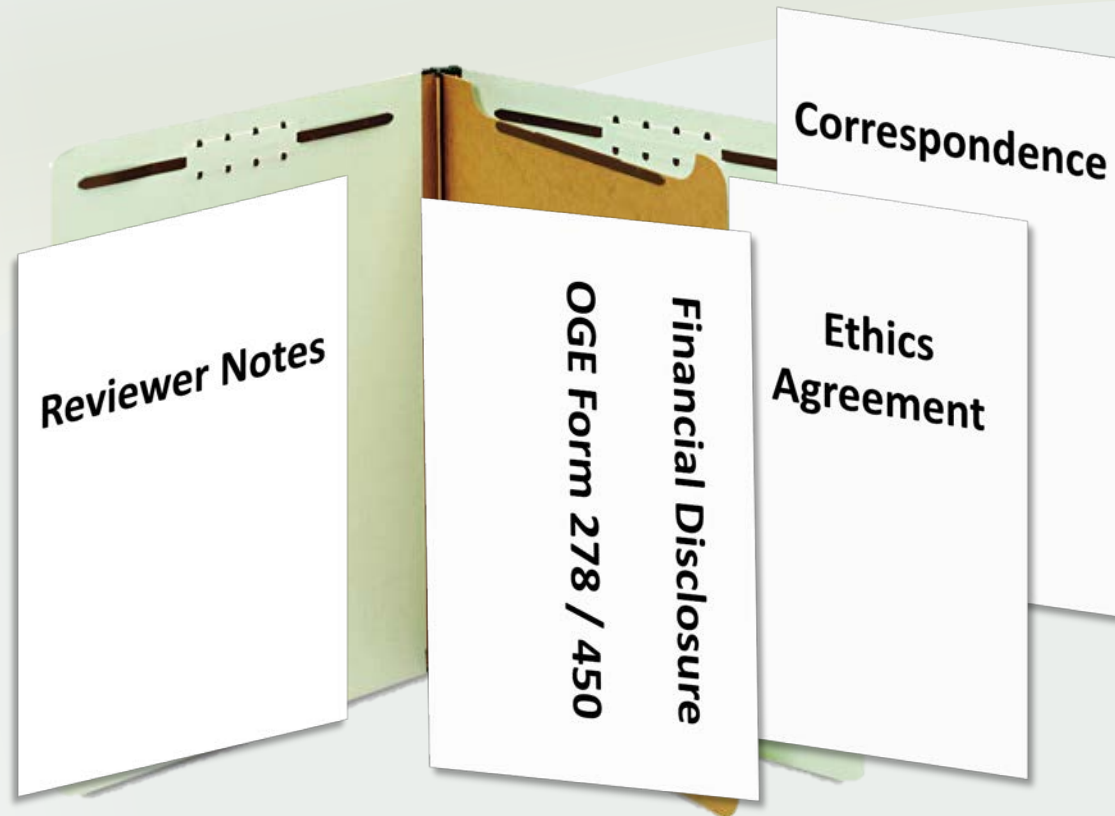 Reviewer Notes
Financial Disclosure
OGE Form 278 / 450
Ethics
Agreement
Correspondence